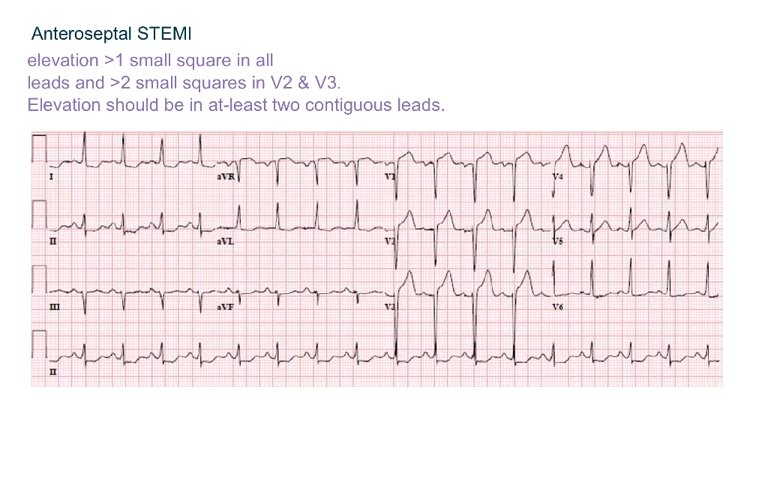 Anteroseptal STEMI
elevation >1 small square in all
leads and >2 small squares in V2 & V3.
Elevation should be in at-least two contiguous leads.
I aVR V1 V4
II aVL V2 V5
III aVF V3 V6
II